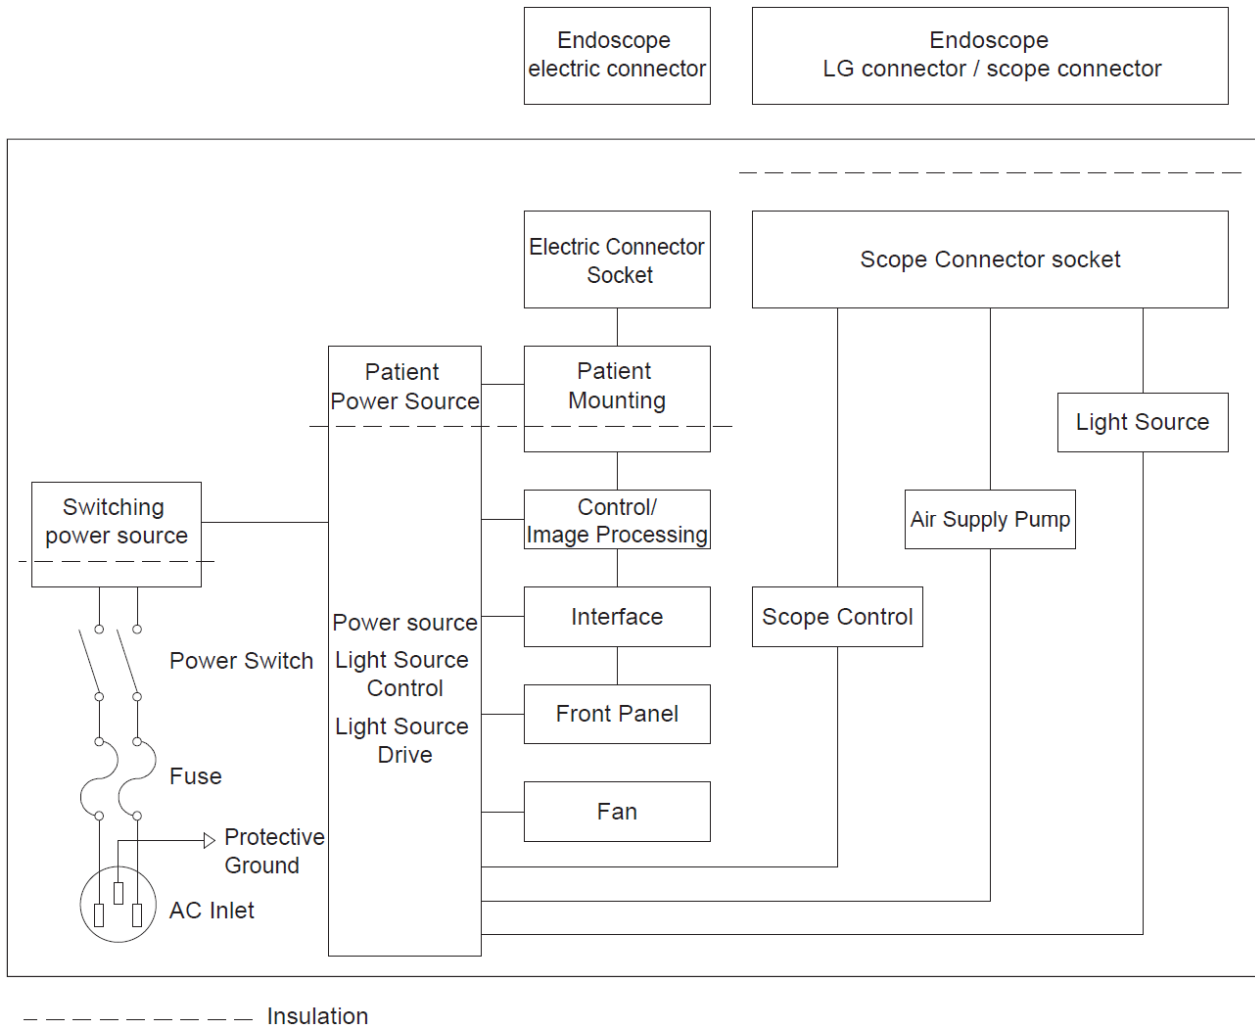 Endoscope
electric connector
Endoscope
LG connector / scope connector
Electric Connector
Socket
Scope Connector socket
Patient
Power Source
Patient
Mounting
Light Source
Switching
power source
Control/
Image Processing
Air Supply Pump
Power source
Interface
Scope Control
Power Switch
Light Source
Control
Front Panel
Light Source
Drive
Fuse
Fan
Protective
Ground
AC Inlet
Insulation